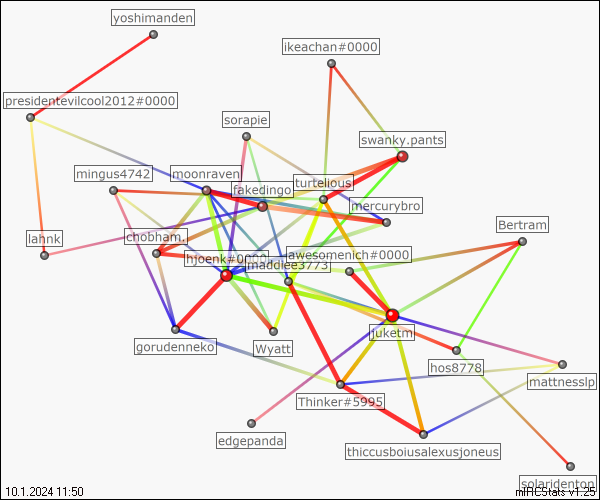 yoshimanden
ikeachan#0000
presidentevilcool2012#0000
sorapie
swanky.pants
mingus4742
moonraven
turtelious
fakedingo
mercurybro
Bertram
lahnk
chobham.
hjoenk#0000
awesomenich#0000
maddlee3773
juketm
gorudenneko
Wyatt
hos8778
mattnesslp
Thinker#5995
edgepanda
thiccusboiusalexusjoneus
solaridenton
10.1.2024 11:50
mIRCStats v1.25